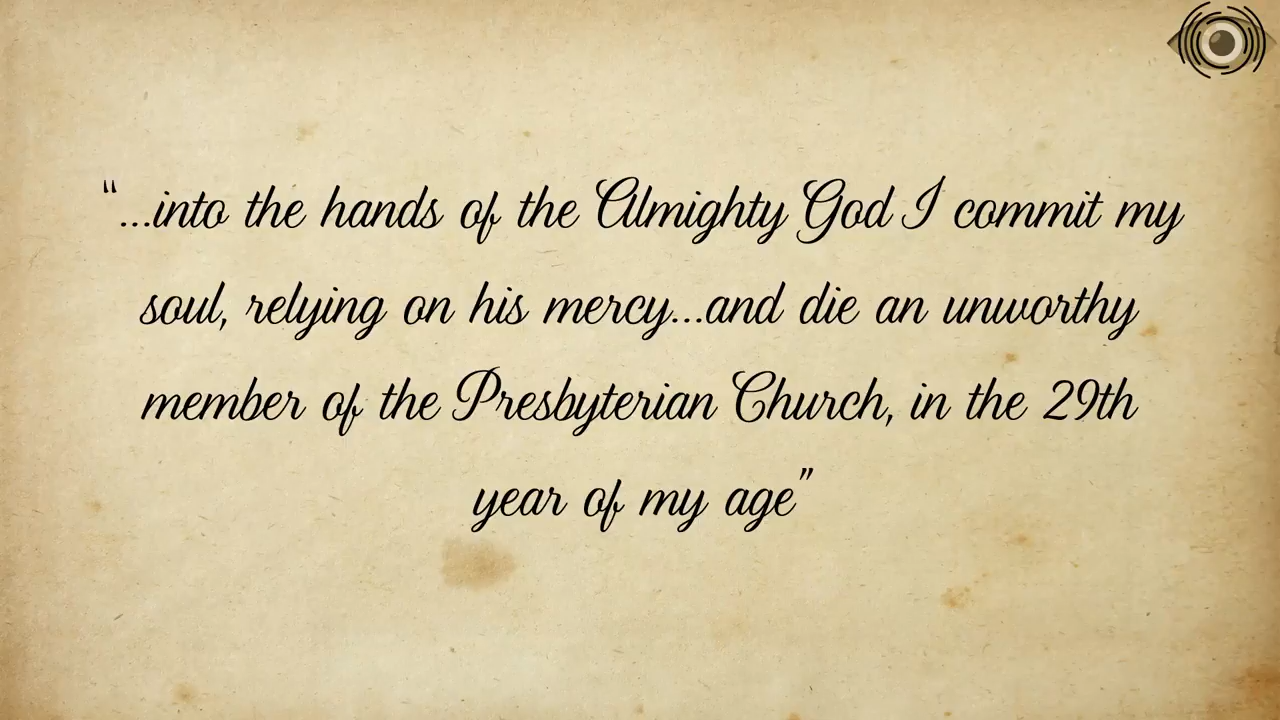 “...into the hands of the Almighty God I commit my
soul, relying on his mercy...and die an unworthy
member of the Presbyterian Church, in the 29th
year of my age”